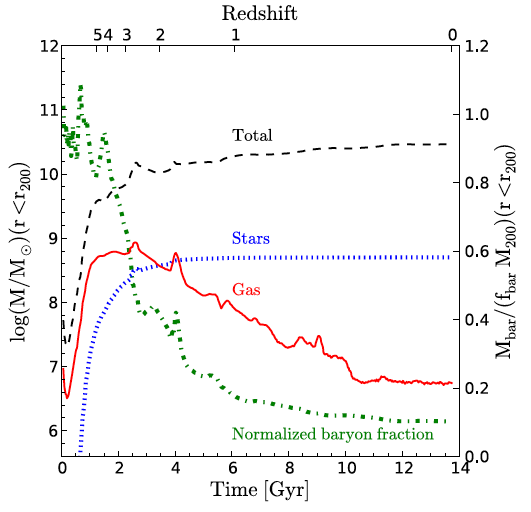 Redshift
5 4 3 2 1 0
12 1.2
11 1.0
10 0.8
9 0.6
8 0.4
7 0.2
6 0.0
log(M/M⊙)(r<r200)
Mbar/(fbar M200)(r<r200)
Total
Stars
Gas
Normalized baryon fraction
0 2 4 6 8 10 12 14
Time [Gyr]